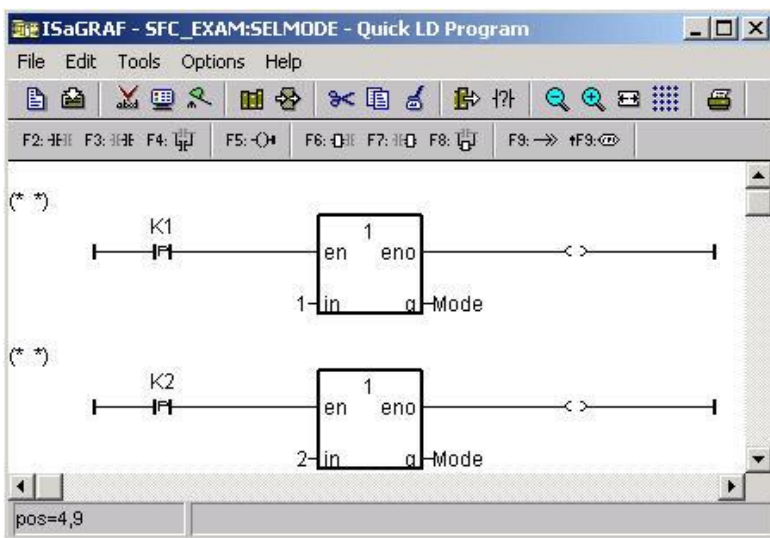 ISaGRAF - SFC_EXAM:SELMODE - Quick LD Program
File Edit Tools Options Help
F2: F3: F4: F5: F6: F7: F8: F9: F9:
(* *)
K1
P
1
en eno
1 in q Mode
(* *)
K2
P
1
en eno
2 in q Mode
pos=4,9